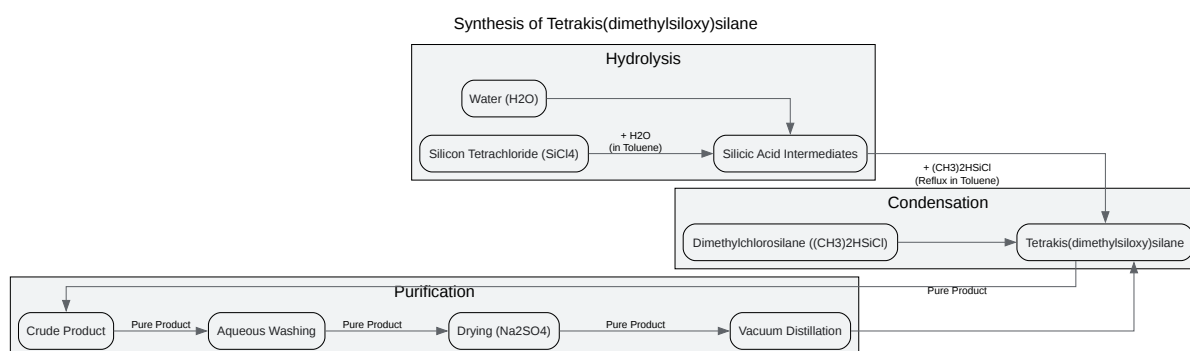 Synthesis of Tetrakis(dimethylsiloxy)silane
Hydrolysis
Water (H2O)
+ H2O
(in Toluene)
Silicon Tetrachloride (SiCl4)
Silicic Acid Intermediates
+ (CH3)2HSiCl
(Reflux in Toluene)
Condensation
Dimethylchlorosilane ((CH3)2HSiCl)
Tetrakis(dimethylsiloxy)silane
Pure Product
Purification
Crude Product
Pure Product
Aqueous Washing
Pure Product
Drying (Na2SO4)
Pure Product
Vacuum Distillation